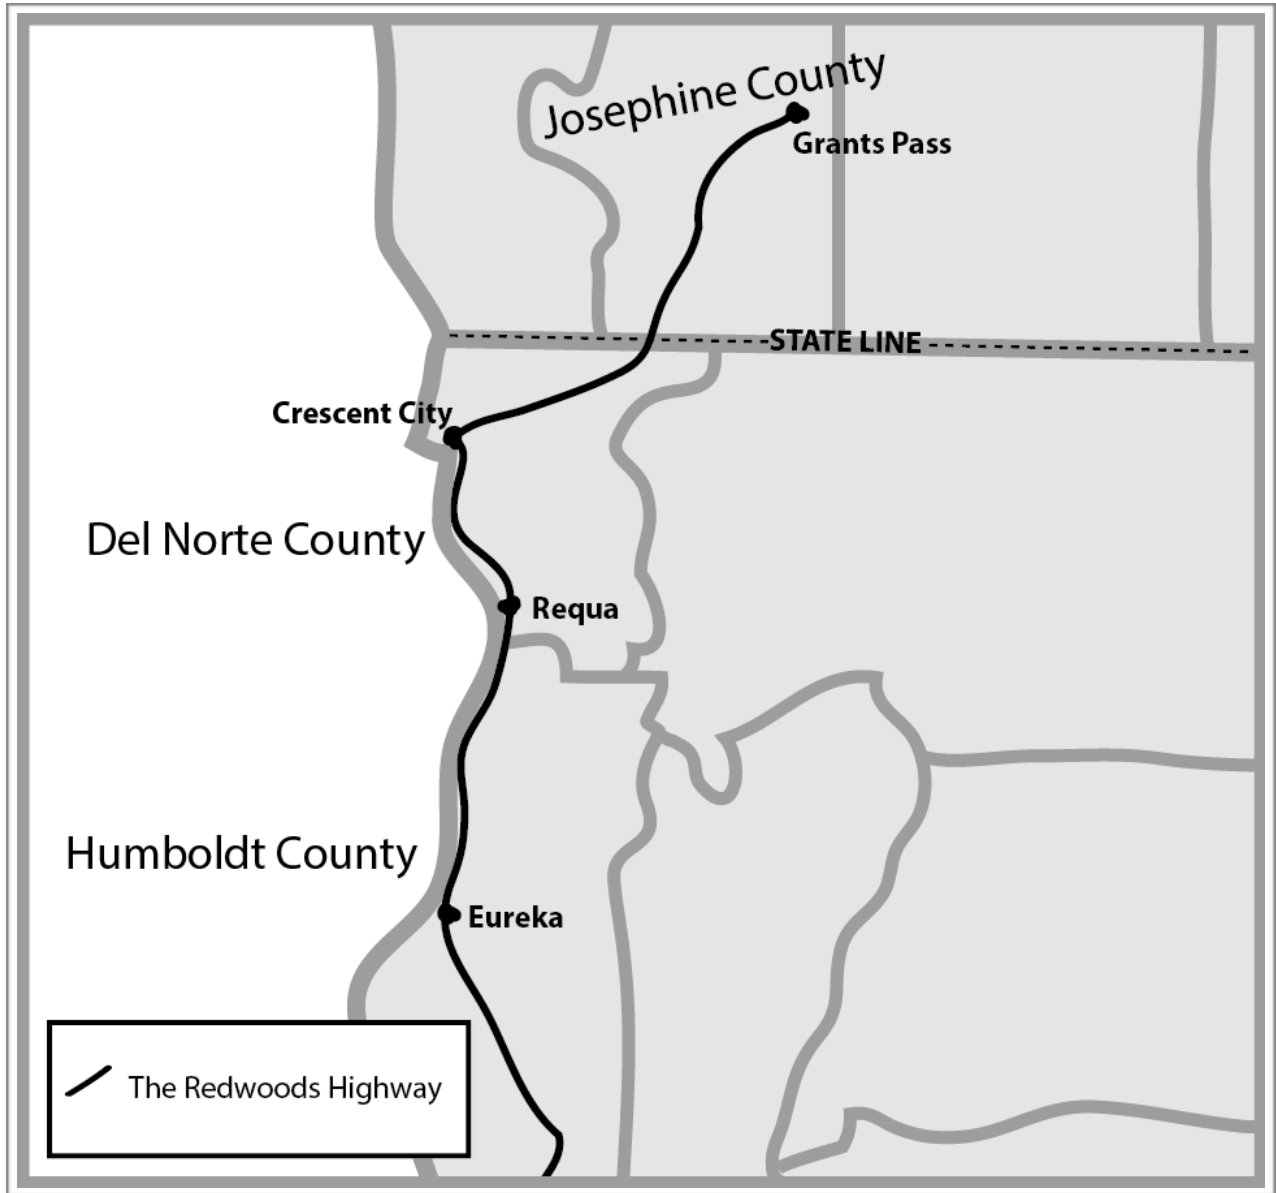 Josephine County
Grants Pass
STATE LINE
Crescent City
Del Norte County
Requa
Humboldt County
Eureka
The Redwoods Highway